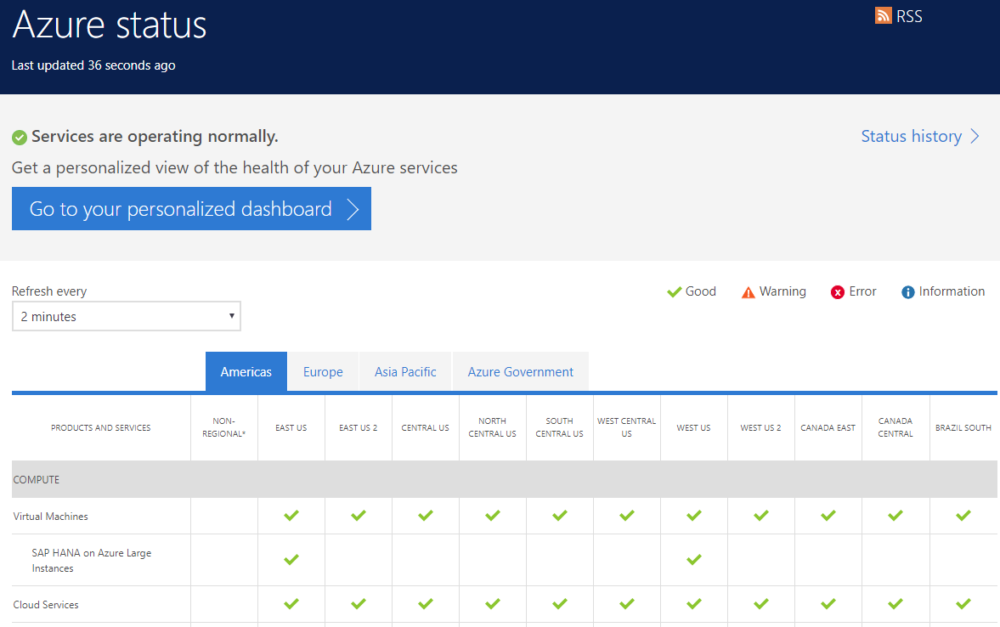 Azure status
RSS
Last updated 36 seconds ago
Services are operating normally.
Status history
Get a personalized view of the health of your Azure services
Go to your personalized dashboard
Refresh every
Good
Warning
Error
Information
2 minutes
Americas
Europe
Asia Pacific
Azure Government
PRODUCTS AND SERVICES
NON-
REGIONAL*
EAST US
EAST US 2
CENTRAL US
NORTH
CENTRAL US
SOUTH
CENTRAL US
WEST CENTRAL
US
WEST US
WEST US 2
CANADA EAST
CANADA
CENTRAL
BRAZIL SOUTH
COMPUTE
Virtual Machines
SAP HANA on Azure Large
Instances
Cloud Services